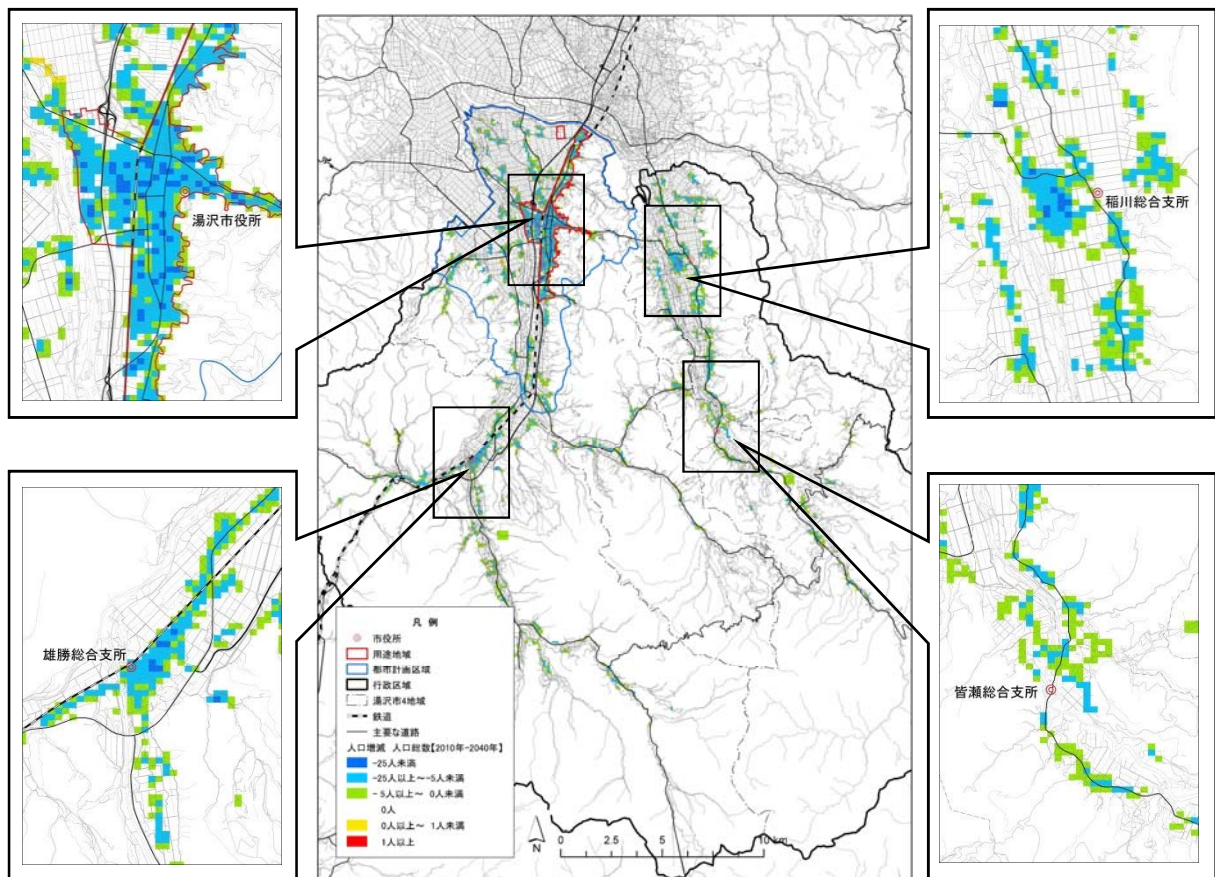 湯沢市役所
稲川総合支所
雄勝総合支所
皆瀬総合支所
凡 例
市役所
用途地域
都市計画区域
行政区域
湯沢市4地域
鉄道
主要な道路
人口増減 人口総数【2010年-2040年】
-25人未満
-25人以上～-5人未満
-5人以上～ 0人未満
0人
0人以上～ 1人未満
1人以上
N
0 2.5 5 10 km